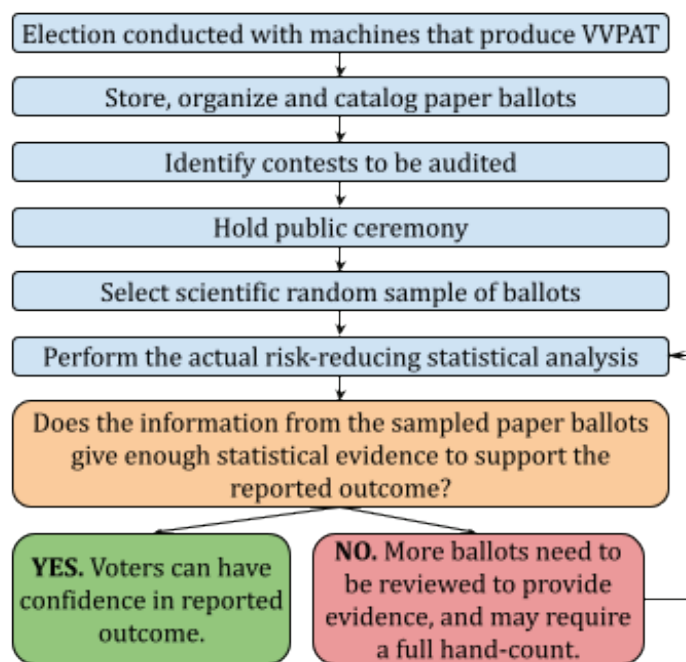 Election conducted with machines that produce VVPAT
Store, organize and catalog paper ballots
Identify contests to be audited
Hold public ceremony
Select scientific random sample of ballots
Perform the actual risk-reducing statistical analysis
Does the information from the sampled paper ballots
give enough statistical evidence to support the
reported outcome?
YES. Voters can have
confidence in reported
outcome.
NO. More ballots need to
be reviewed to provide
evidence, and may require
a full hand-count.